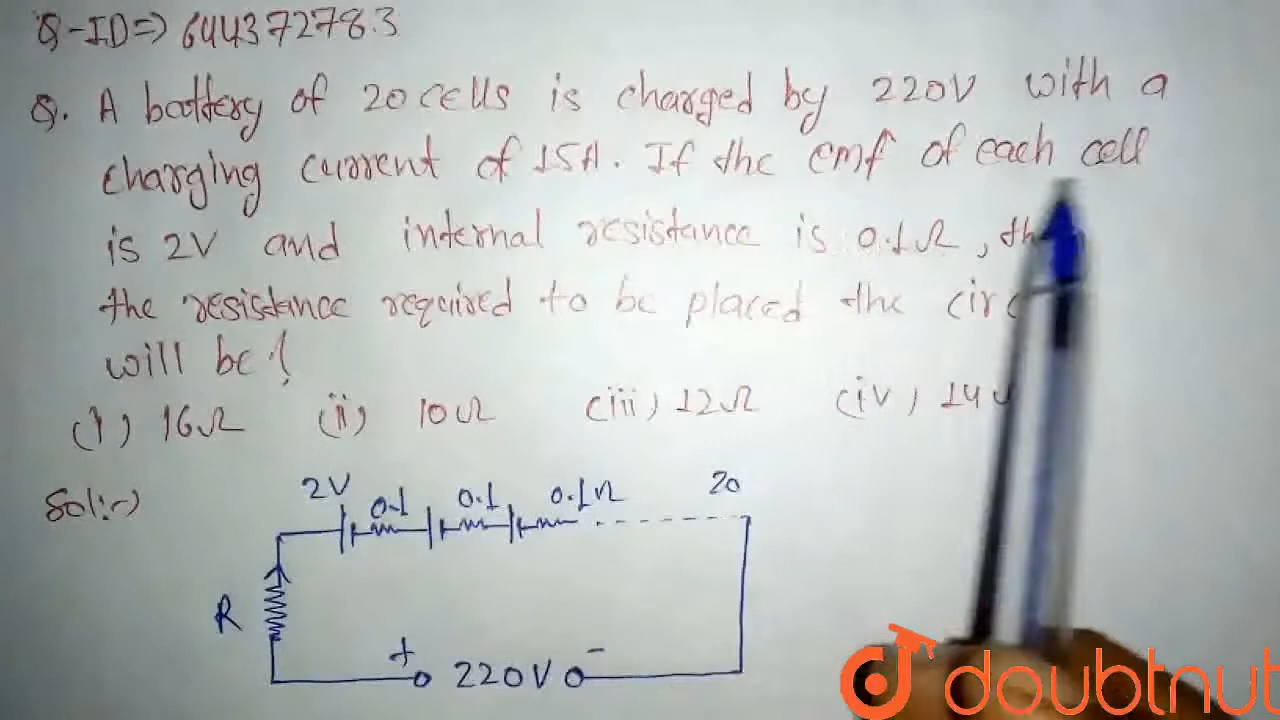 Q-ID=> 644372783
Q. A battery of 20 cells is charged by 220V with a
charging current of 15A. If the emf of each cell
is 2V and internal resistance is 0.1Ω,
the resistance required to be placed the
will be?
(i) 16Ω (ii) 10Ω (iii) 12Ω (iv) 14
Sol:-)
2V 0.1 0.1 0.1Ω 20
R
+ 220V -
doubtnut